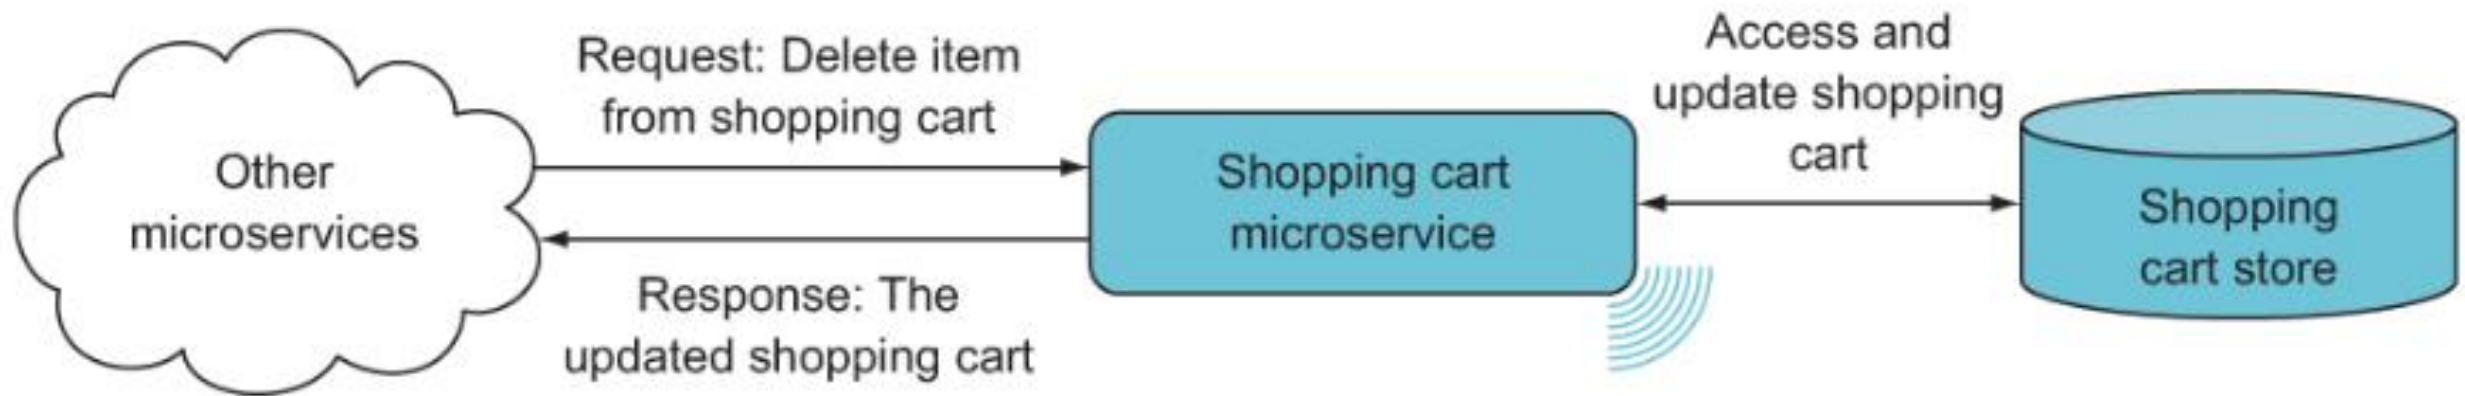 Other
microservices
Request: Delete item
from shopping cart
Response: The
updated shopping cart
Shopping cart
microservice
Access and
update shopping
cart
Shopping
cart store